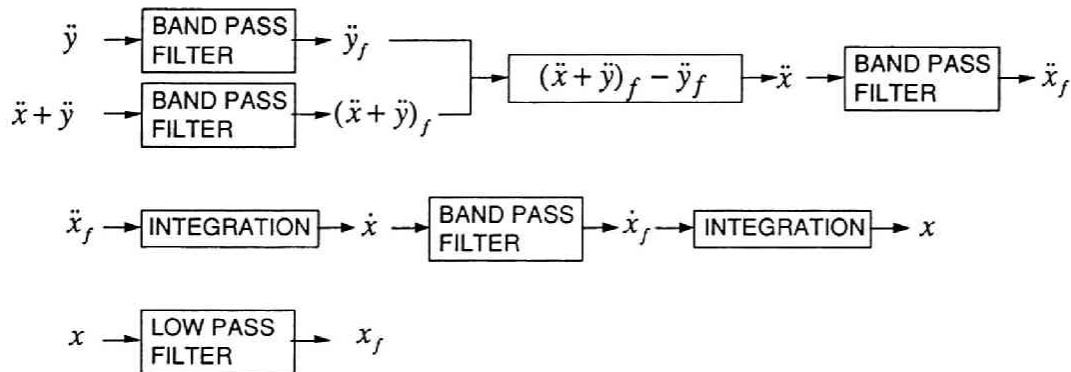 ÿ BAND PASS FILTER ÿ_f
ẍ + ÿ BAND PASS FILTER (ẍ + ÿ)_f
(ẍ + ÿ)_f − ÿ_f ẍ BAND PASS FILTER ẍ_f
ẍ_f INTEGRATION ẋ BAND PASS FILTER ẋ_f INTEGRATION x
x LOW PASS FILTER x_f